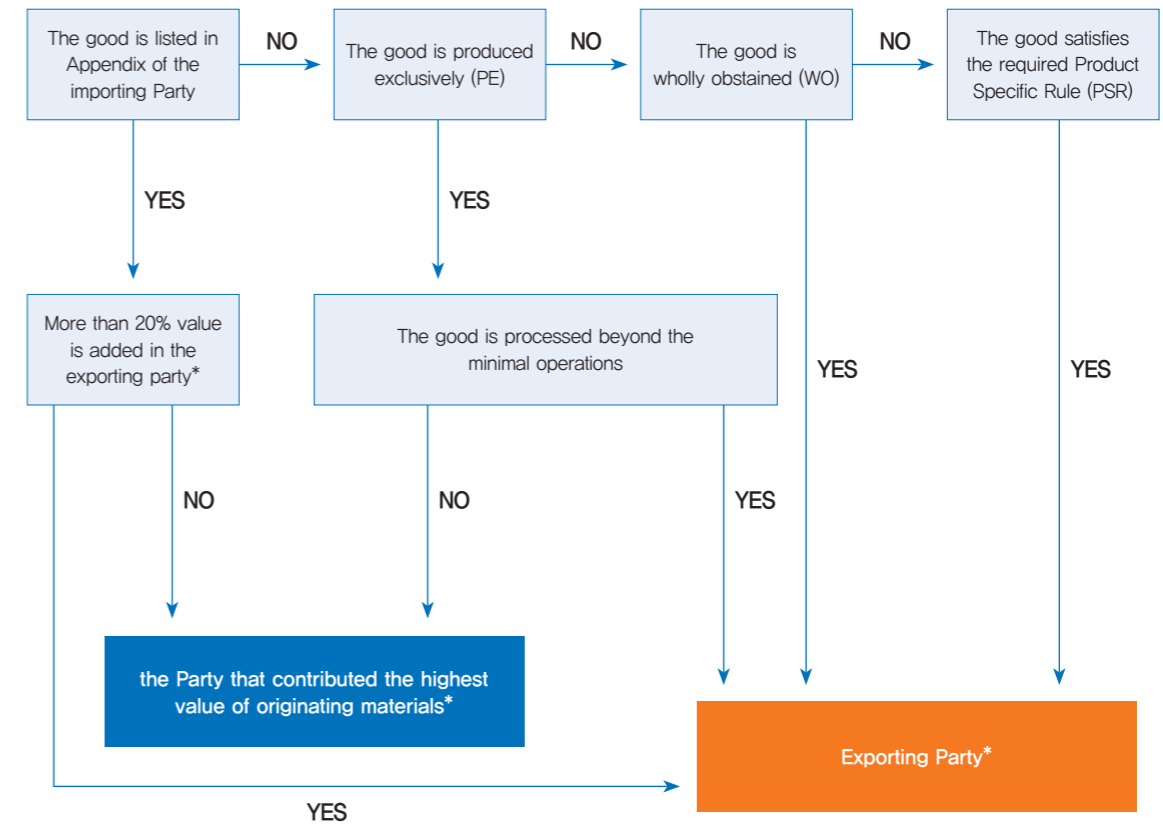 The good is listed in
Appendix of the
importing Party
NO
The good is produced
exclusively (PE)
NO
The good is
wholly obstained (WO)
NO
The good satisfies
the required Product
Specific Rule (PSR)
YES
YES
More than 20% value
is added in the
exporting party*
The good is processed beyond the
minimal operations
YES
YES
NO
NO
YES
the Party that contributed the highest
value of originating materials*
Exporting Party*
YES